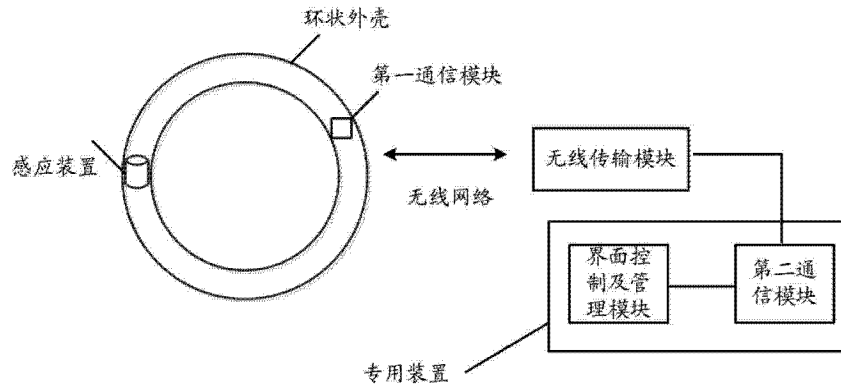 环状外壳
第一通信模块
感应装置
无线网络
无线传输模块
界面控
制及管
理模块
第二通
信模块
专用装置